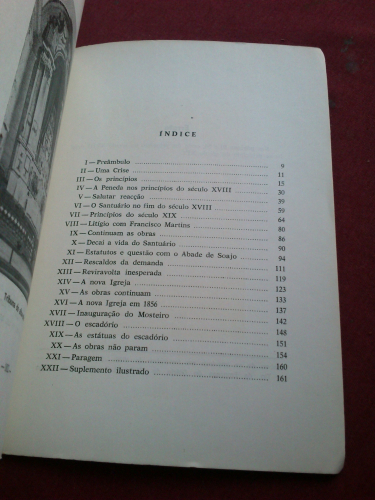 ÍNDICE
I — Preâmbulo 9
II — Uma Crise 11
III — Os princípios 15
IV — A Peneda nos princípios do século XVIII 30
V — Salutar reacção 39
VI — O Santuário no fim do século XVIII 59
VII — Princípios do século XIX 64
VIII — Litígio com Francisco Martins 80
IX — Continuam as obras 86
X — Decai a vida do Santuário 90
XI — Estatutos e questão com o Abade de Soajo 94
XII — Rescaldos da demanda 111
XIII — Reviravolta inesperada 119
XIV — A nova Igreja 123
XV — As obras continuam 133
XVI — A nova Igreja em 1856 137
XVII — Inauguração do Mosteiro 142
XVIII — O escadório 148
XIX — As estátuas do escadório 151
XX — As obras não param 154
XXI — Paragem 160
XXII — Suplemento ilustrado 161